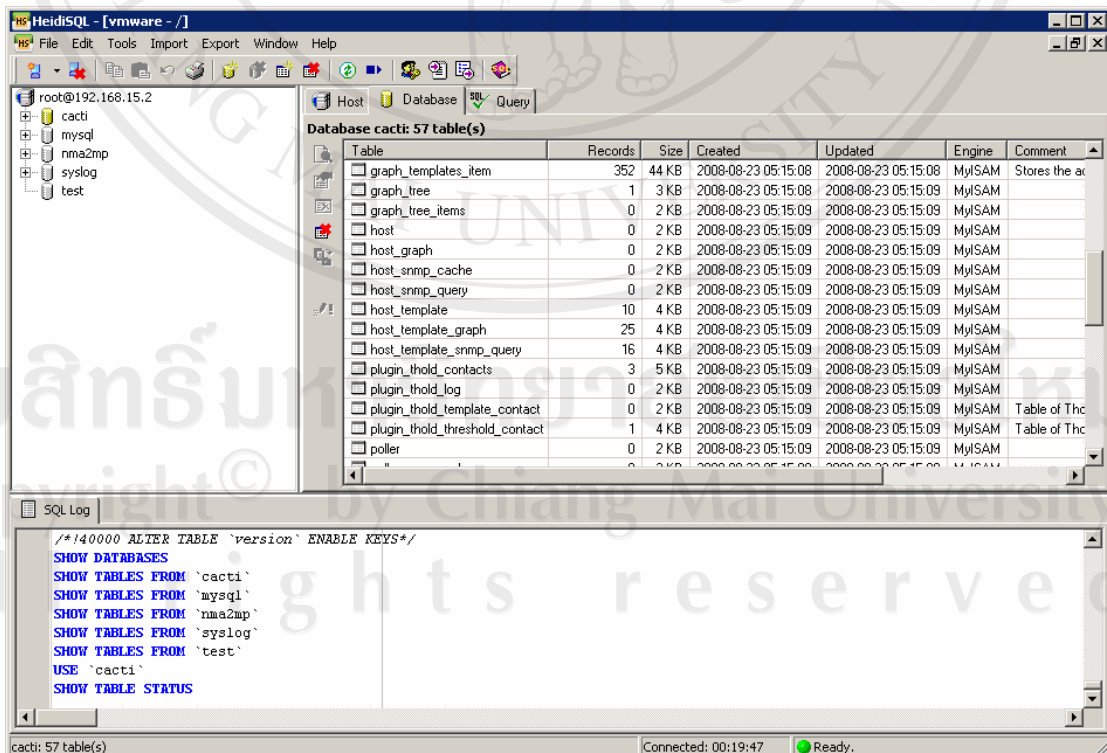 HeidiSQL - [vmware - /]
File Edit Tools Import Export Window Help
root@192.168.15.2
cacti
mysql
nma2mp
syslog
test
Host Database Query
Database cacti: 57 table(s)
Table Records Size Created Updated Engine Comment
graph_templates_item 352 44 KB 2008-08-23 05:15:08 2008-08-23 05:15:08 MyISAM Stores the ac
graph_tree 1 3 KB 2008-08-23 05:15:08 2008-08-23 05:15:09 MyISAM
graph_tree_items 0 2 KB 2008-08-23 05:15:09 2008-08-23 05:15:09 MyISAM
host 0 2 KB 2008-08-23 05:15:09 2008-08-23 05:15:09 MyISAM
host_graph 0 2 KB 2008-08-23 05:15:09 2008-08-23 05:15:09 MyISAM
host_snmp_cache 0 2 KB 2008-08-23 05:15:09 2008-08-23 05:15:09 MyISAM
host_snmp_query 0 2 KB 2008-08-23 05:15:09 2008-08-23 05:15:09 MyISAM
host_template 10 4 KB 2008-08-23 05:15:09 2008-08-23 05:15:09 MyISAM
host_template_graph 25 4 KB 2008-08-23 05:15:09 2008-08-23 05:15:09 MyISAM
host_template_snmp_query 16 4 KB 2008-08-23 05:15:09 2008-08-23 05:15:09 MyISAM
plugin_thold_contacts 3 5 KB 2008-08-23 05:15:09 2008-08-23 05:15:09 MyISAM
plugin_thold_log 0 2 KB 2008-08-23 05:15:09 2008-08-23 05:15:09 MyISAM
plugin_thold_template_contact 0 2 KB 2008-08-23 05:15:09 2008-08-23 05:15:09 MyISAM Table of Tho
plugin_thold_threshold_contact 1 4 KB 2008-08-23 05:15:09 2008-08-23 05:15:09 MyISAM Table of Tho
poller 0 2 KB 2008-08-23 05:15:09 2008-08-23 05:15:09 MyISAM
by Chiang Mai University
SQL Log
/*!40000 ALTER TABLE `version` ENABLE KEYS*/
SHOW DATABASES
SHOW TABLES FROM `cacti`
SHOW TABLES FROM `mysql`
SHOW TABLES FROM `nma2mp`
SHOW TABLES FROM `syslog`
SHOW TABLES FROM `test`
USE `cacti`
SHOW TABLE STATUS
rights reserved
cacti: 57 table(s) Connected: 00:19:47 Ready.